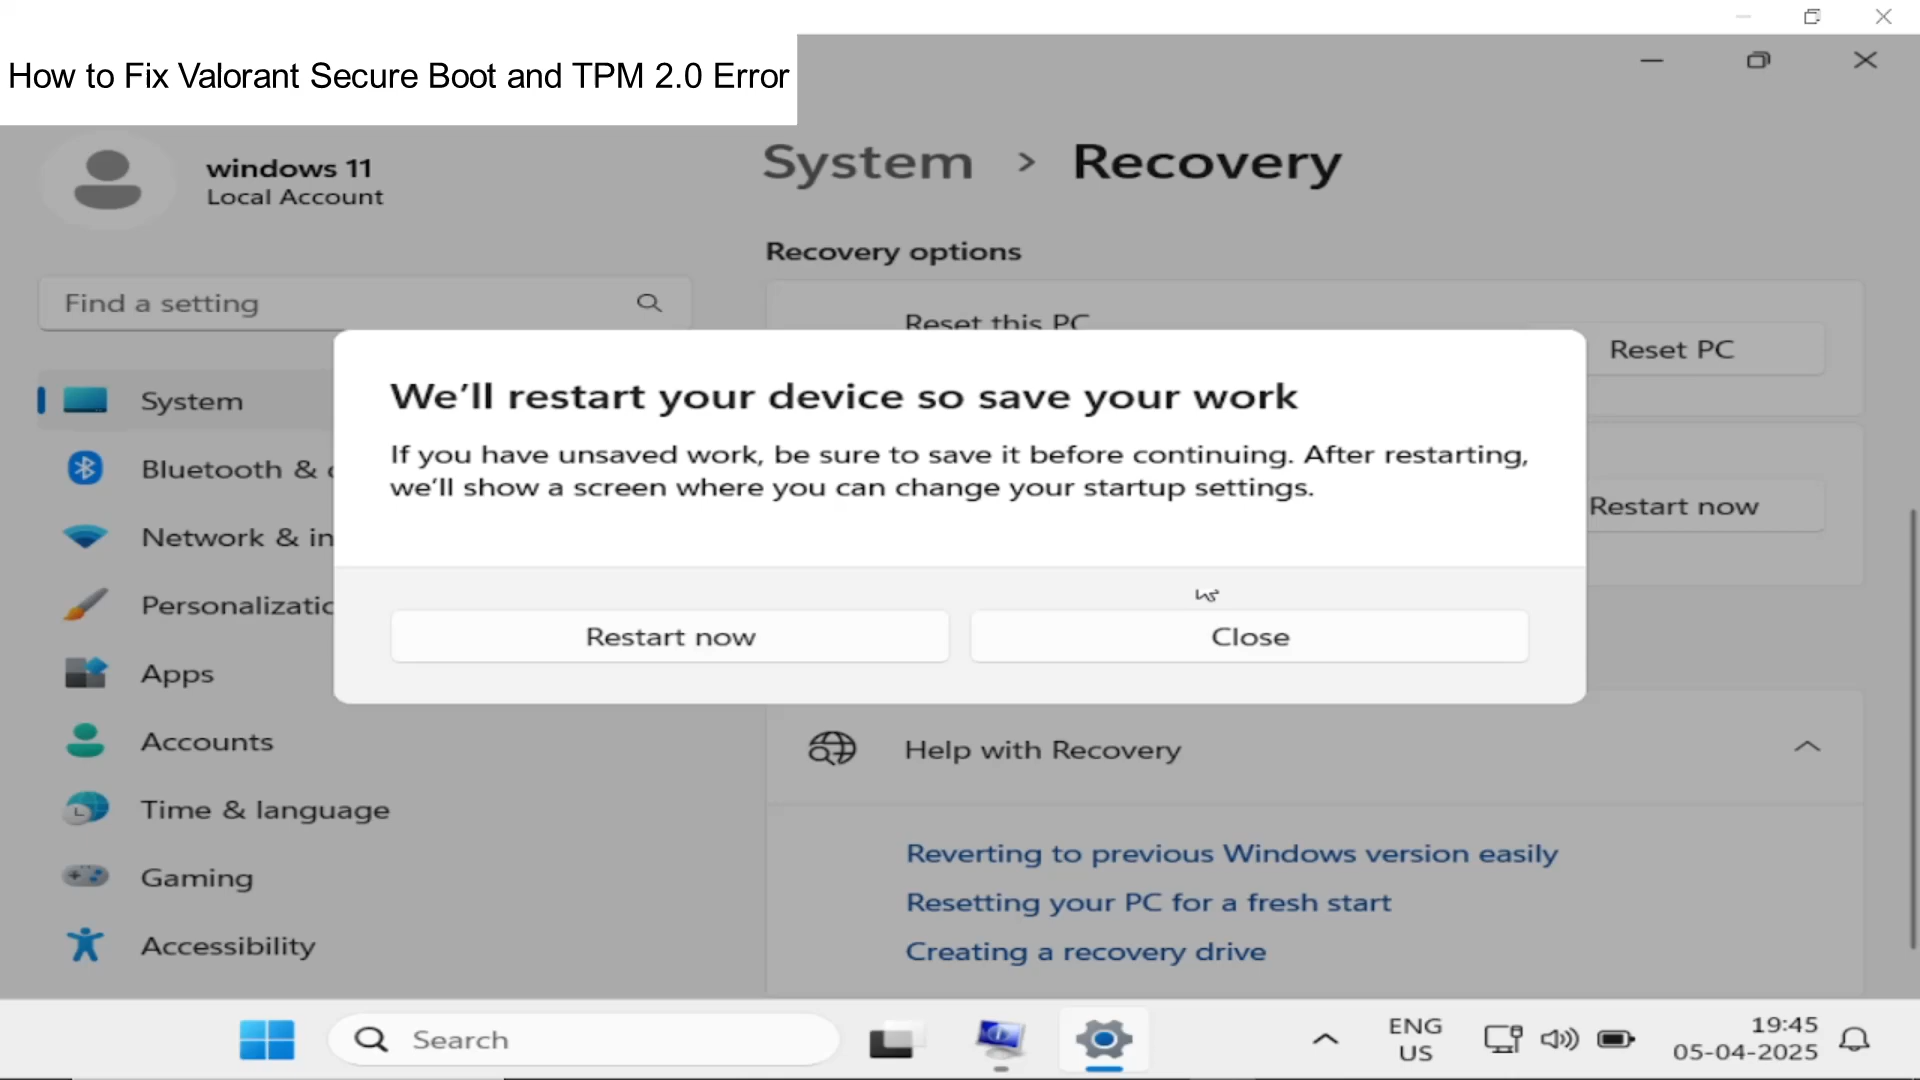 How to Fix Valorant Secure Boot and TPM 2.0 Error
windows 11
Local Account
Find a setting
System
Bluetooth & d
Network & in
Personalizatio
Apps
Accounts
Time & language
Gaming
Accessibility
System > Recovery
Recovery options
Reset this PC
Reset PC
Restart now
We’ll restart your device so save your work
If you have unsaved work, be sure to save it before continuing. After restarting,
we’ll show a screen where you can change your startup settings.
Restart now
Close
Help with Recovery
Reverting to previous Windows version easily
Resetting your PC for a fresh start
Creating a recovery drive
Search
ENG
US
19:45
05-04-2025